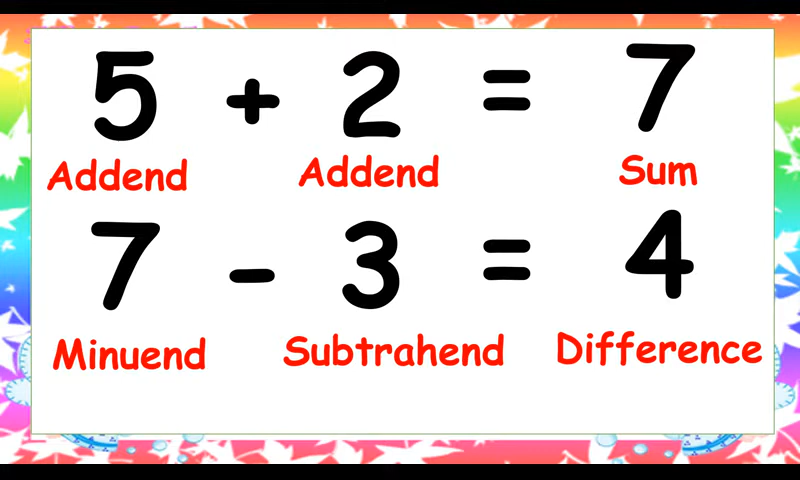 5 + 2 = 7
Addend Addend Sum
7 - 3 = 4
Minuend Subtrahend Difference